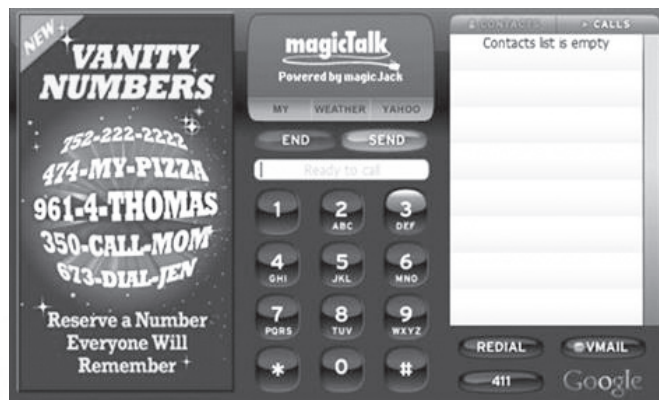 NEW
VANITY
NUMBERS
752-222-2222
474-MY-PIZZA
961-4-THOMAS
350-CALL-MOM
673-DIAL-JEN
Reserve a Number
Everyone Will
Remember
magicTalk
Powered by magicJack
MY WEATHER YAHOO
END SEND
Ready to call
1 2 3
ABC DEF
4 5 6
GHI JKL MNO
7 8 9
PQRS TUV WXYZ
* 0 #
CONTACTS CALLS
Contacts list is empty
REDIAL VMAIL
411 Google